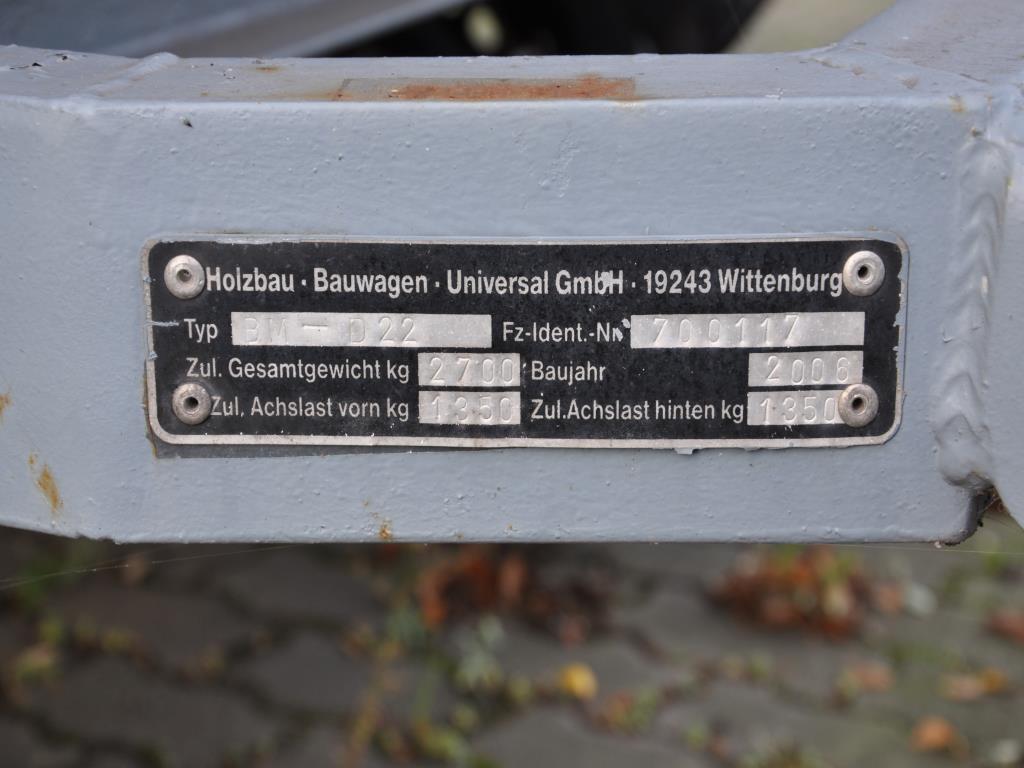 Holzbau · Bauwagen · Universal GmbH · 19243 Wittenburg
Typ BM - D22 Fz-Ident.-Nr. 700117
Zul. Gesamtgewicht kg 2700 Baujahr 2006
Zul. Achslast vorn kg 1350 Zul.Achslast hinten kg 1350